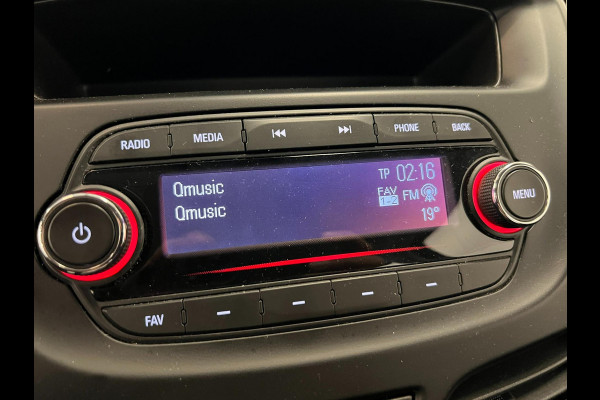 RADIO MEDIA PHONE BACK
Qmusic TP 02:16
Qmusic FAV 1-2 FM
19°
MENU
FAV